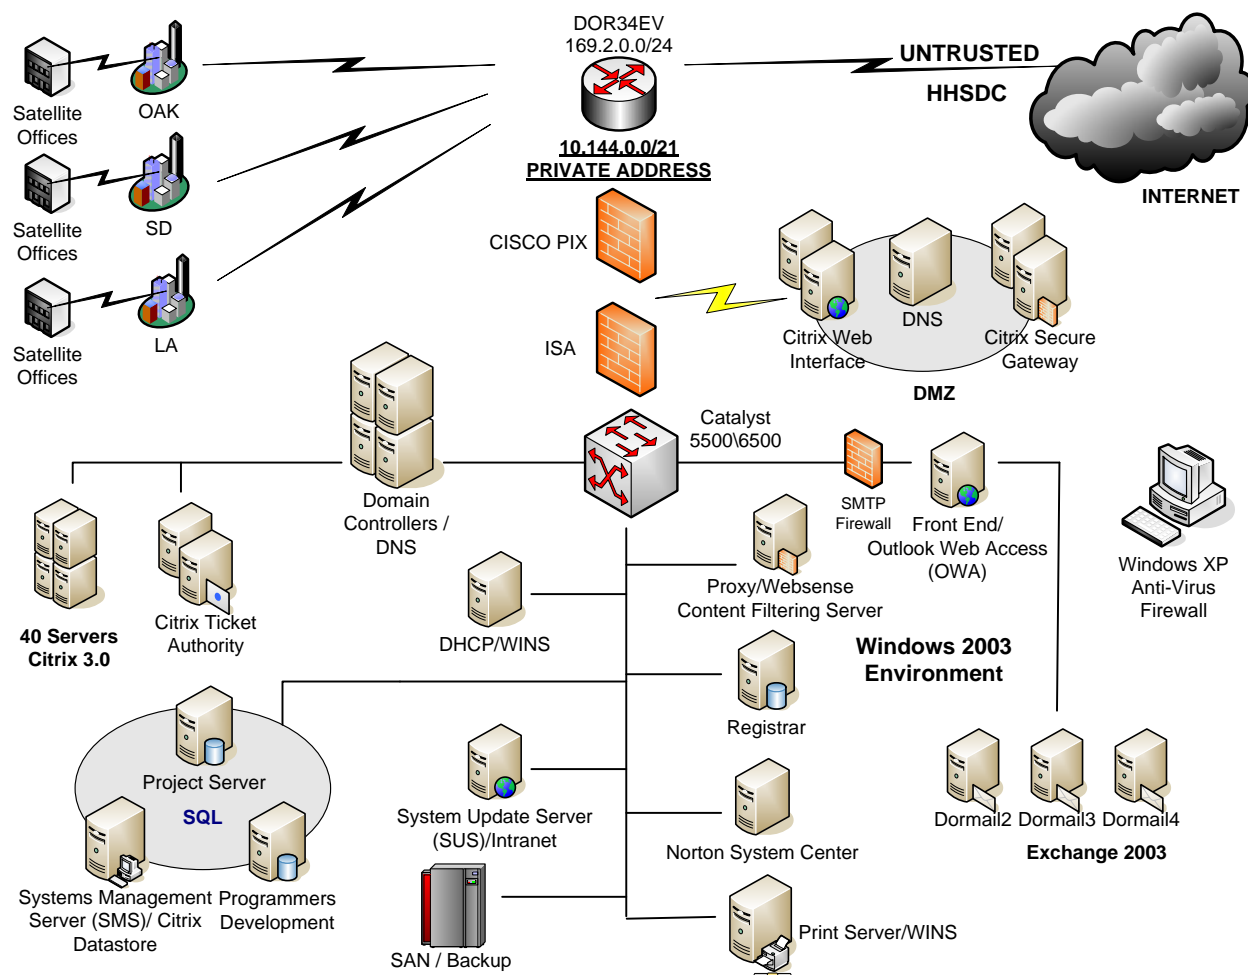 DOR34EV
169.2.0.0/24
UNTRUSTED
HHSDC
INTERNET
Satellite
Offices
OAK
Satellite
Offices
SD
Satellite
Offices
LA
10.144.0.0/21
PRIVATE ADDRESS
CISCO PIX
ISA
Citrix Web
Interface
DNS
Citrix Secure
Gateway
DMZ
Catalyst
5500\6500
Domain
Controllers /
DNS
SMTP
Firewall
Front End/
Outlook Web Access
(OWA)
Windows XP
Anti-Virus
Firewall
40 Servers
Citrix 3.0
Citrix Ticket
Authority
DHCP/WINS
Proxy/Websense
Content Filtering Server
Windows 2003
Environment
Registrar
Project Server
SQL
Systems Management
Server (SMS)/ Citrix
Datastore
Programmers
Development
System Update Server
(SUS)/Intranet
Norton System Center
Dormail2
Dormail3
Dormail4
Exchange 2003
SAN / Backup
Print Server/WINS